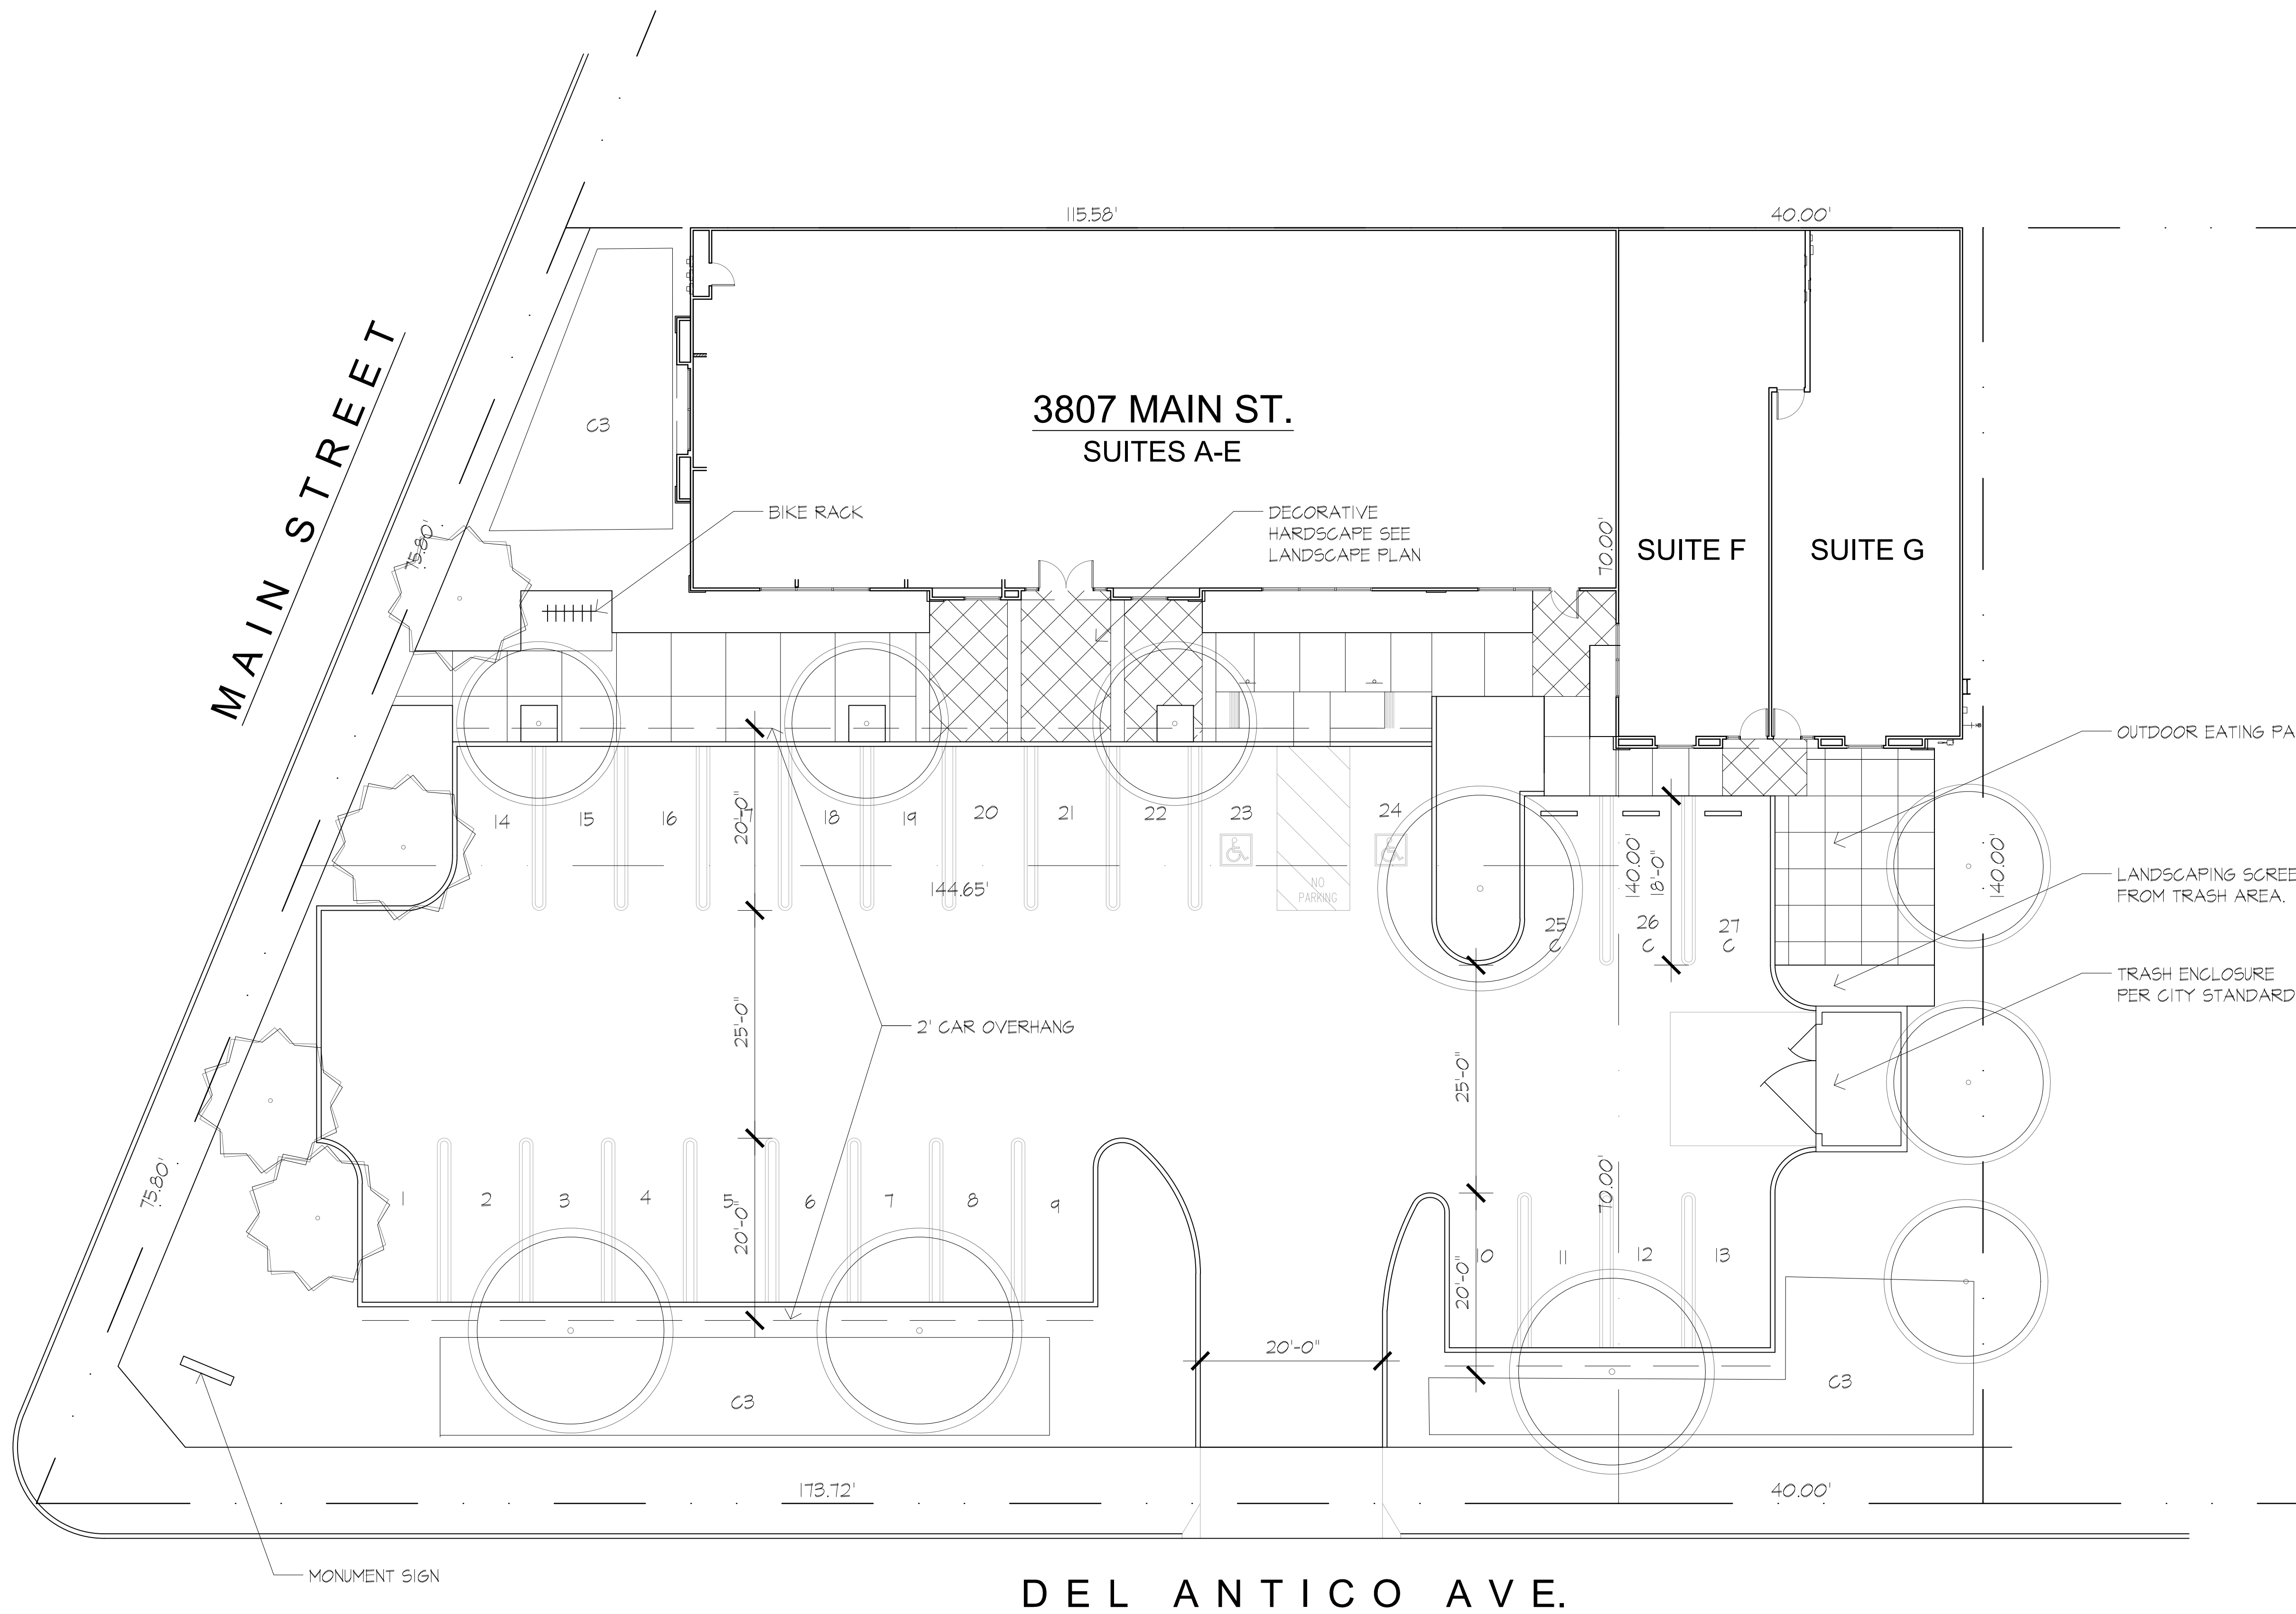 115.58'
40.00'
MAIN STREET
C3
3807 MAIN ST.
SUITES A-E
75.80'
BIKE RACK
DECORATIVE
HARDSCAPE SEE
LANDSCAPE PLAN
70.00'
SUITE F
SUITE G
OUTDOOR EATING PA
14
15
16
17
18
19
20
21
22
23
24
20'-0"
144.65'
NO
PARKING
140.00'
18'-0"
140.00'
LANDSCAPING SCREE
FROM TRASH AREA.
25
C
26
C
27
C
TRASH ENCLOSURE
PER CITY STANDARD
25'-0"
2' CAR OVERHANG
25'-0"
75.80'
1
2
3
4
5
6
7
8
9
20'-0"
70.00'
10
11
12
13
20'-0"
20'-0"
C3
C3
173.72'
40.00'
MONUMENT SIGN
DEL ANTICO AVE.